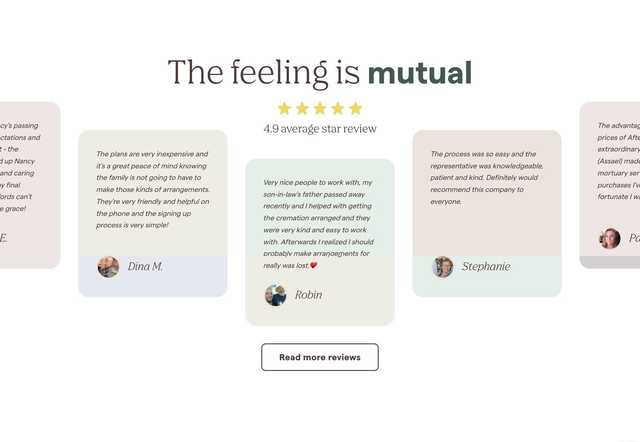 The feeling is mutual
4.9 average star review
cy's passing
ctations and
t - the
d up Nancy
and caring
y final
ords can't
e grace!
E.
The plans are very inexpensive and
it's a great peace of mind knowing
the family is not going to have to
make those kinds of arrangements.
They're very friendly and helpful on
the phone and the signing up
process is very simple!
Dina M.
Very nice people to work with, my
son-in-law's father passed away
recently and I helped with getting
the cremation arranged and they
were very kind and easy to work
with. Afterwards I realized I should
probably make arrangements for
really was lost.❤️
Robin
The process was so easy and the
representative was knowledgeable,
patient and kind. Definitely would
recommend this company to
everyone.
Stephanie
The advantag
prices of Afte
extraordinary
(Assael) made
mortuary ser
purchases I'v
fortunate I w
Pa
Read more reviews